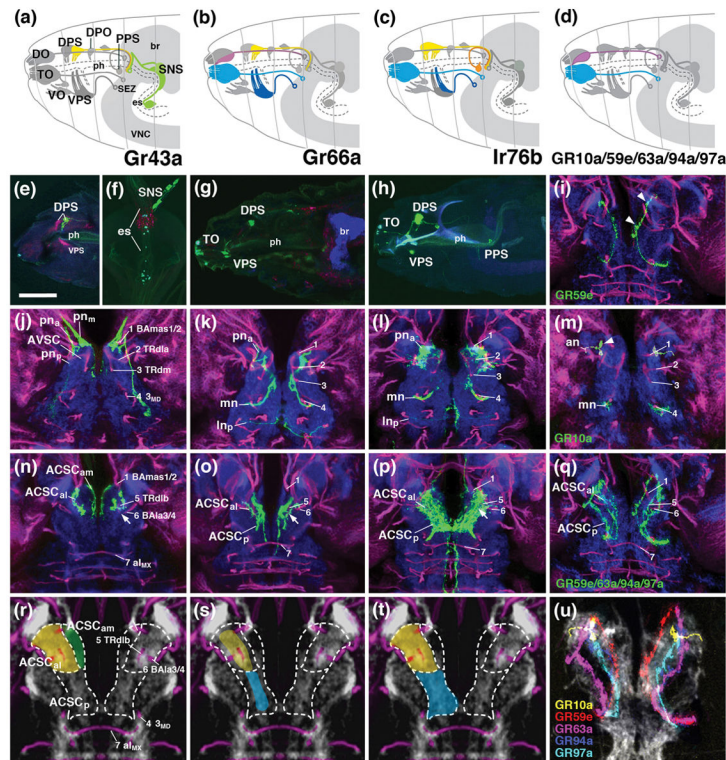 (a)
DPO
DPS
PPS
DO
br
ph
TO
SNS
SEZ
VO
VPS
es
VNC
Gr43a
(b)
Gr66a
(c)
Ir76b
(d)
GR10a/59e/63a/94a/97a
(e)
DPS
ph
VPS
(f)
SNS
es
(g)
DPS
TO
ph
br
VPS
(h)
DPS
TO
ph
VPS
PPS
(i)
GR59e
(j)
pnm
pna
1 BAmas1/2
AVSC
2 TRdla
pnp
3 TRdm
4 3MD
(k)
pna
1
2
3
mn
4
lnp
(l)
pna
1
2
3
mn
4
lnp
(m)
an
1
2
3
mn
4
GR10a
(n)
ACSCam
1 BAmas1/2
ACSCal
5 TRdlb
6 BAla3/4
7 alMX
(o)
1
ACSCal
5
6
ACSCp
7
(p)
1
ACSCal
5
6
ACSCp
7
(q)
1
ACSCal
5
6
ACSCp
GR59e/63a/94a/97a
(r)
ACSCam
5 TRdlb
ACSCal
6 BAla3/4
ACSCp
4 3MD
7 alMX
(s)
(t)
(u)
GR10a
GR59e
GR63a
GR94a
GR97a